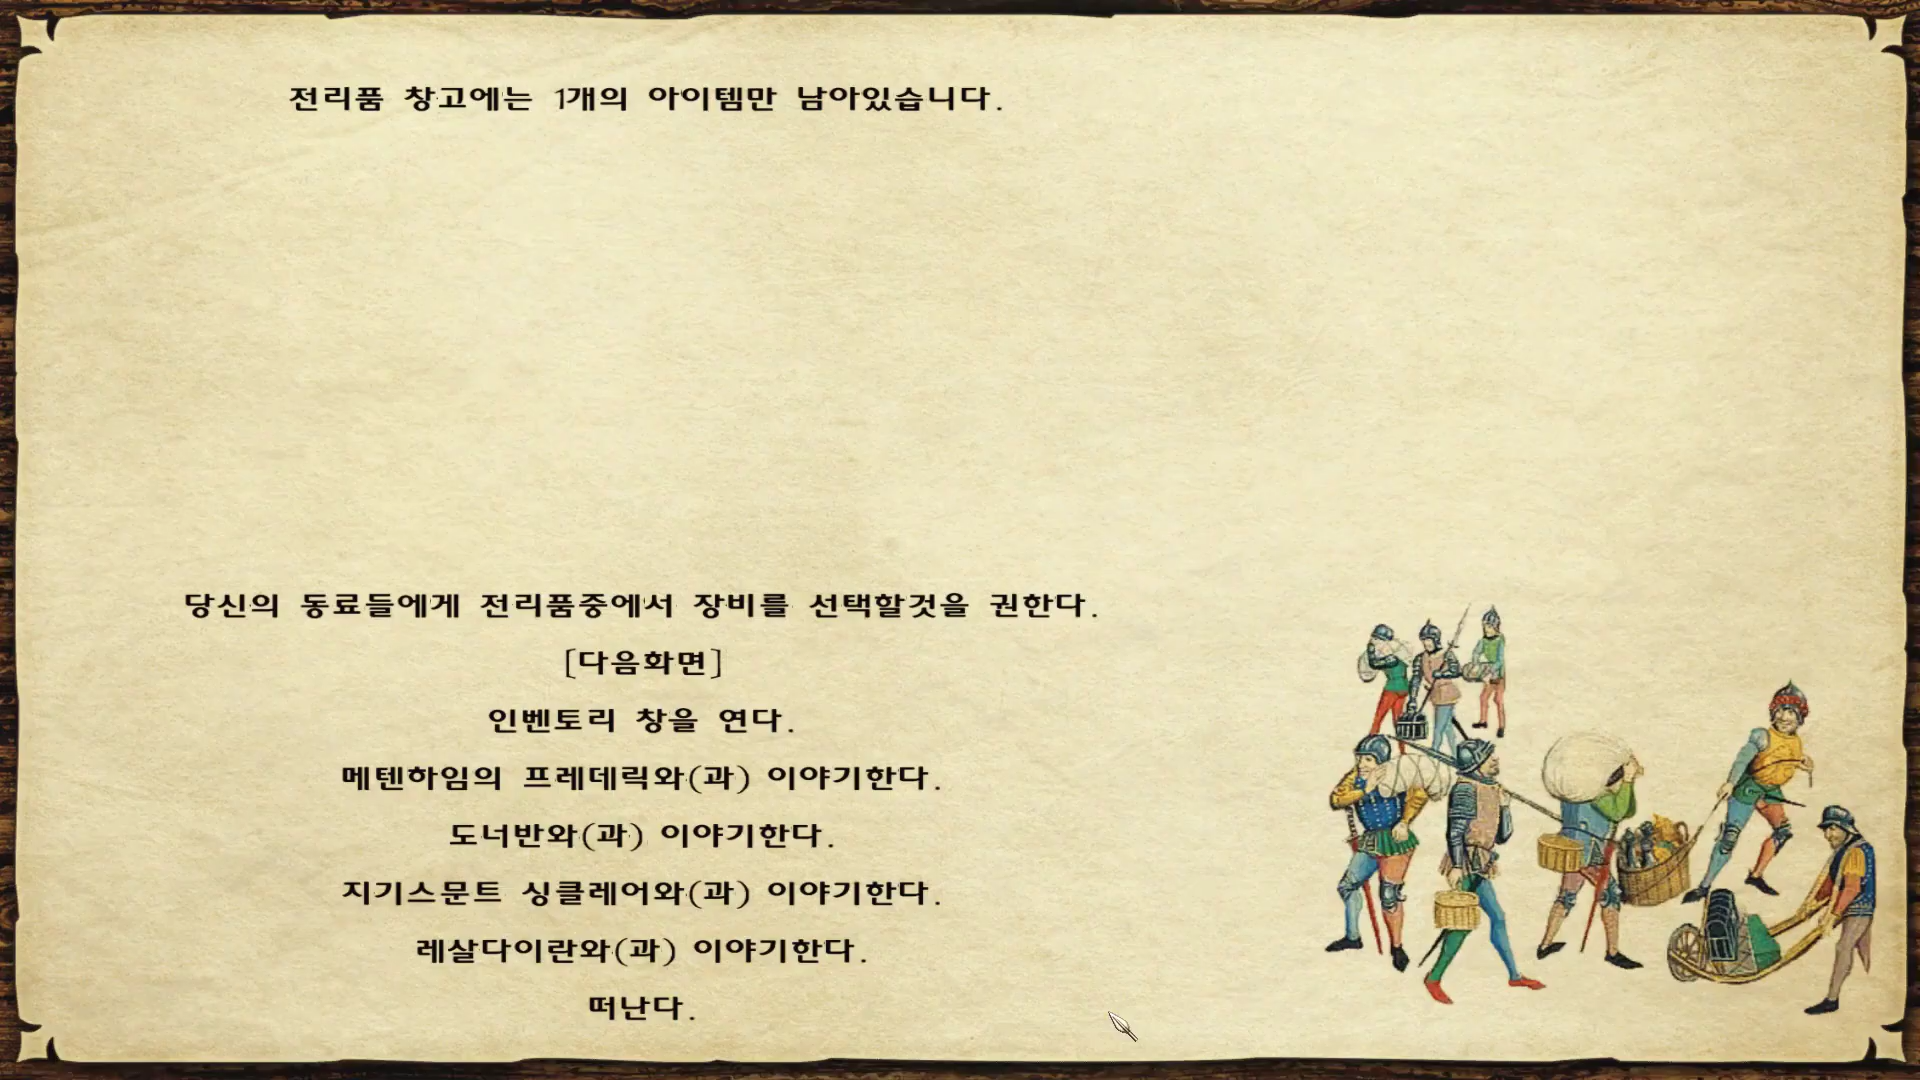 전리품 창고에는 1개의 아이템만 남아있습니다.
당신의 동료들에게 전리품중에서 장비를 선택할것을 권한다.
[다음화면]
인벤토리 창을 연다.
메텐하임의 프레데릭와(과) 이야기한다.
도너반와(과) 이야기한다.
지기스문트 싱클레어와(과) 이야기한다.
레살다이란와(과) 이야기한다.
떠난다.